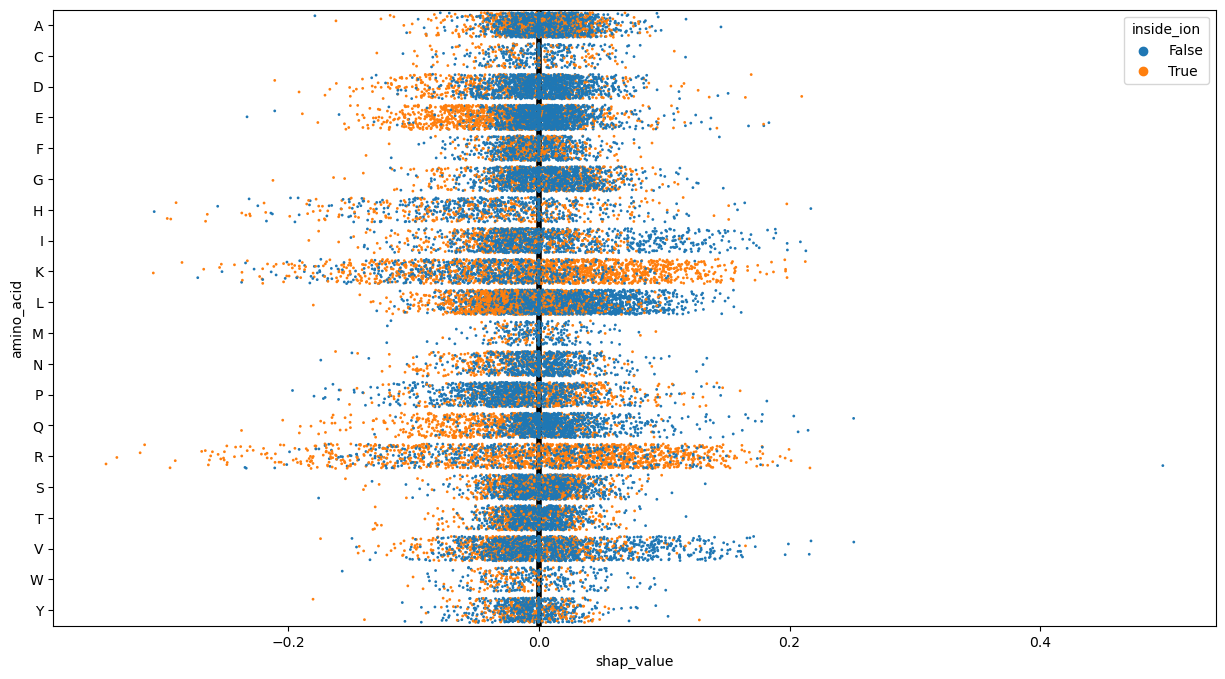 inside_ion
False
True
A
C
D
E
F
G
H
I
K
L
M
N
P
Q
R
S
T
V
W
Y
amino_acid
−0.2 0.0 0.2 0.4
shap_value